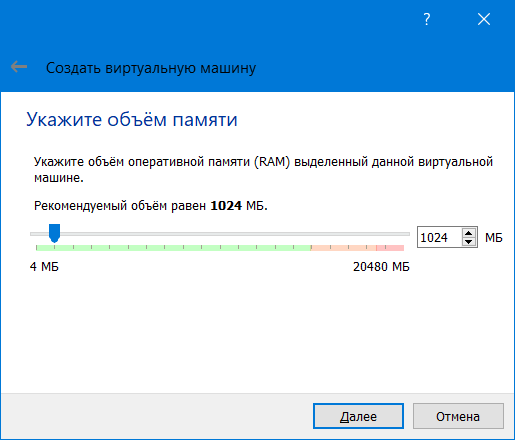 ?
Создать виртуальную машину
Укажите объём памяти
Укажите объём оперативной памяти (RAM) выделенный данной виртуальной
машине.
Рекомендуемый объём равен 1024 МБ.
1024 МБ
4 МБ 20480 МБ
Далее Отмена